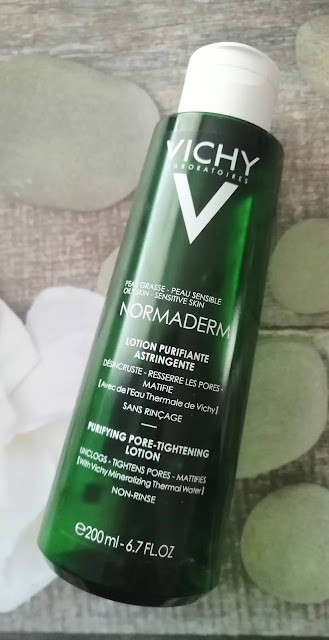 VICHY
LABORATOIRES
V
PEAU GRASSE - PEAU SENSIBLE
OILY SKIN - SENSITIVE SKIN
NORMADERM
LOTION PURIFIANTE
ASTRINGENTE
DÉSINCRUSTE - RESSERRE LES PORES -
MATIFIE
[Avec de l'Eau Thermale de Vichy]
SANS RINÇAGE
—
PURIFYING PORE-TIGHTENING
LOTION
UNCLOGS - TIGHTENS PORES - MATTIFIES
[With Vichy Mineralizing Thermal Water]
NON-RINSE
℮200 ml - 6.7 FL.OZ